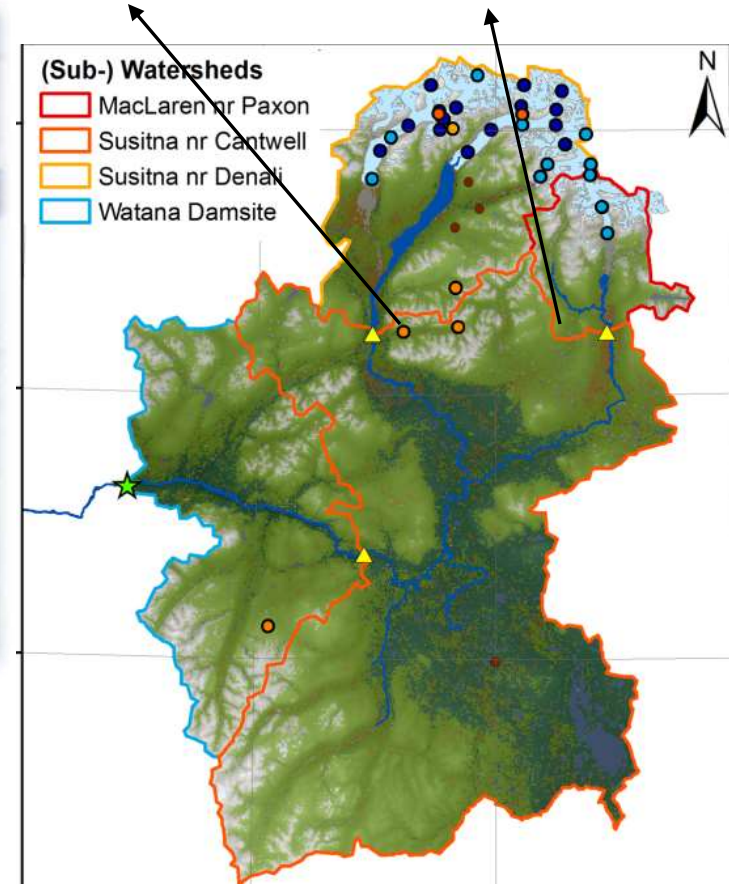 (Sub-) Watersheds
MacLaren nr Paxon
Susitna nr Cantwell
Susitna nr Denali
Watana Damsite
N